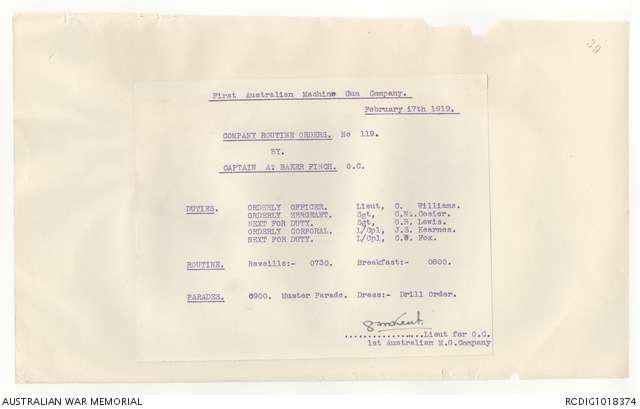 39
First Australian Machine Gun Company.
February 17th 1919.
COMPANY ROUTINE ORDERS. No 119.
BY.
CAPTAIN A: BAKER FINCH. O.C.
DUTIES. ORDERLY OFFICER. Lieut, C. Williams.
ORDERLY SERGEANT. Sgt, C.N. Cosier.
NEXT FOR DUTY. Sgt, G.R. Lewis.
ORDERLY CORPORAL. L/Cpl, J.S. Kearnes.
NEXT FOR DUTY. L/Cpl, C.W. Fox.
ROUTINE. Reveille:- 0730. Breakfast:- 0800.
PARADES. 0900. Muster Parade. Dress:- Drill Order.
.................Lieut for O.C.
1st Australian M.G.Company
AUSTRALIAN WAR MEMORIAL
RCDIG1018374